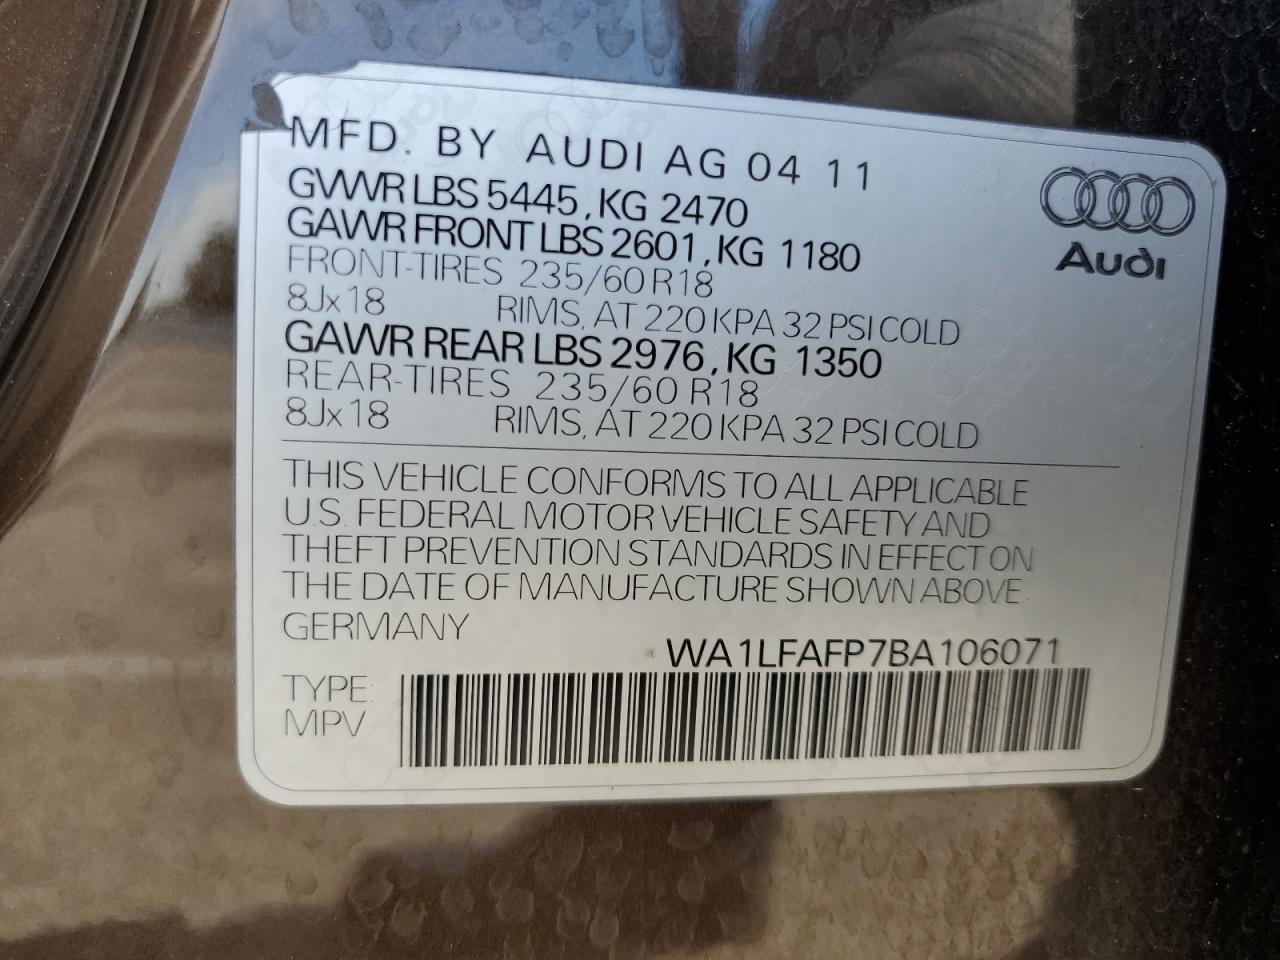 MFD. BY AUDI AG 04 11
GVWR LBS 5445, KG 2470
GAWR FRONT LBS 2601, KG 1180
FRONT-TIRES 235/60 R18
8Jx18 RIMS, AT 220 KPA 32 PSI COLD
GAWR REAR LBS 2976, KG 1350
REAR-TIRES 235/60 R18
8Jx18 RIMS, AT 220 KPA 32 PSI COLD
Audi
THIS VEHICLE CONFORMS TO ALL APPLICABLE
U.S. FEDERAL MOTOR VEHICLE SAFETY AND
THEFT PREVENTION STANDARDS IN EFFECT ON
THE DATE OF MANUFACTURE SHOWN ABOVE.
GERMANY
WA1LFAFP7BA106071
TYPE:
MPV